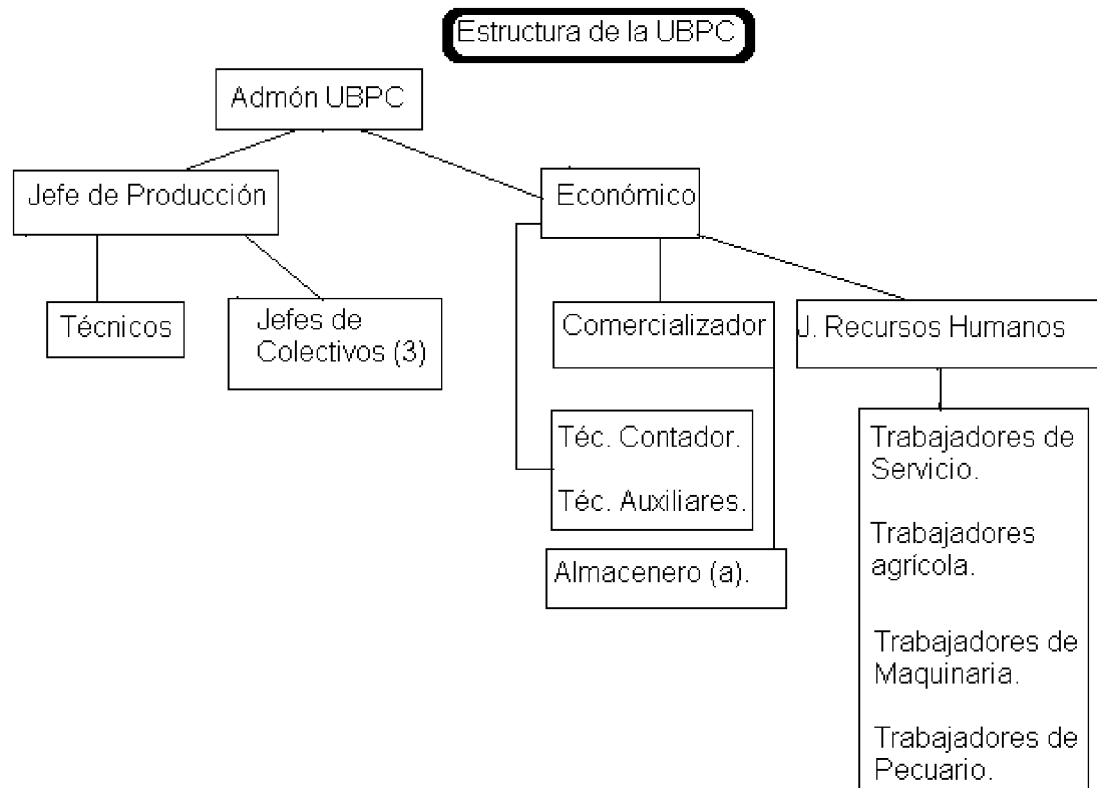 Estructura de la UBPC
Admón UBPC
Jefe de Producción
Económico
Técnicos
Jefes de
Colectivos (3)
Comercializador
J. Recursos Humanos
Téc. Contador.
Téc. Auxiliares.
Almacenero (a).
Trabajadores de
Servicio.
Trabajadores
agrícola.
Trabajadores de
Maquinaria.
Trabajadores de
Pecuario.